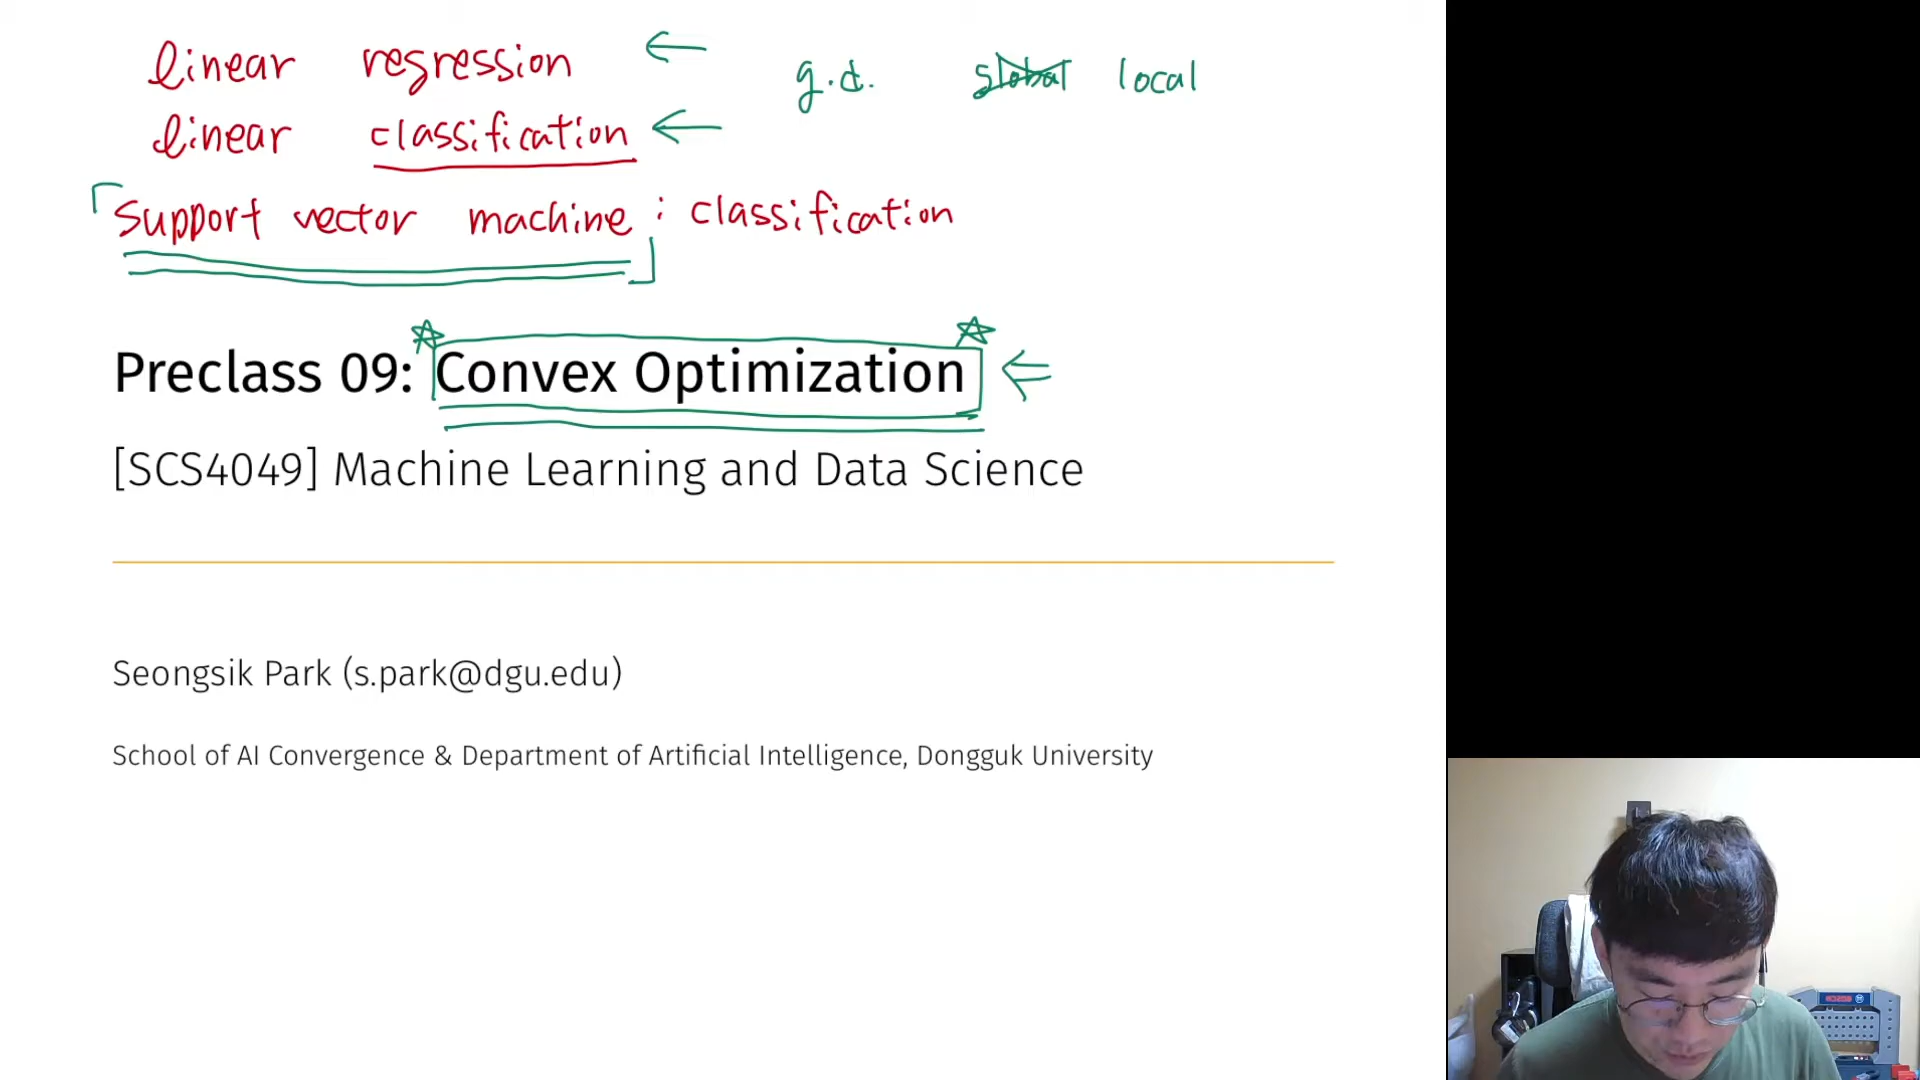 linear regression ← g.d. global local
linear classification ←
support vector machine : classification
Preclass 09: Convex Optimization
[SCS4049] Machine Learning and Data Science
Seongsik Park (s.park@dgu.edu)
School of AI Convergence & Department of Artificial Intelligence, Dongguk University